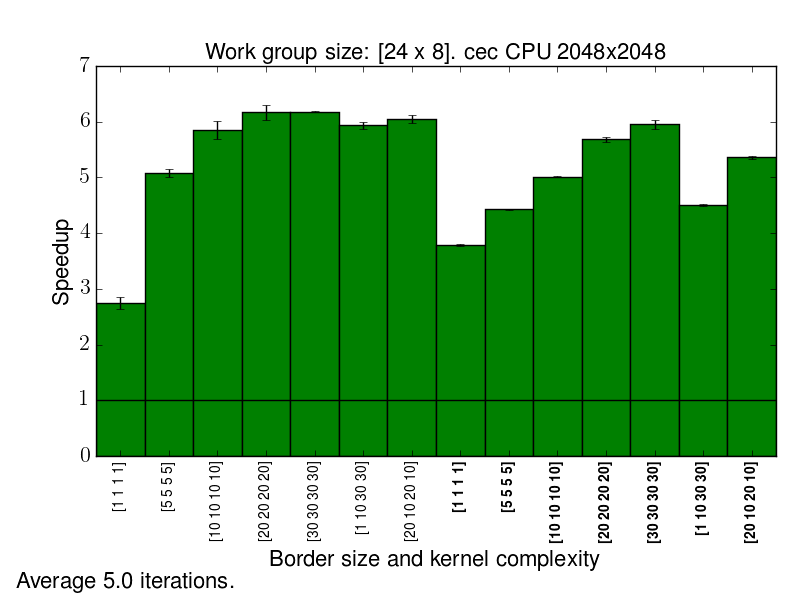 Work group size: [24 x 8]. cec CPU 2048x2048
7
6
5
4
3
2
1
0
Speedup
[1 1 1 1]
[5 5 5 5]
[10 10 10 10]
[20 20 20 20]
[30 30 30 30]
[1 10 30 30]
[20 10 20 10]
[1 1 1 1]
[5 5 5 5]
[10 10 10 10]
[20 20 20 20]
[30 30 30 30]
[1 10 30 30]
[20 10 20 10]
Border size and kernel complexity
Average 5.0 iterations.